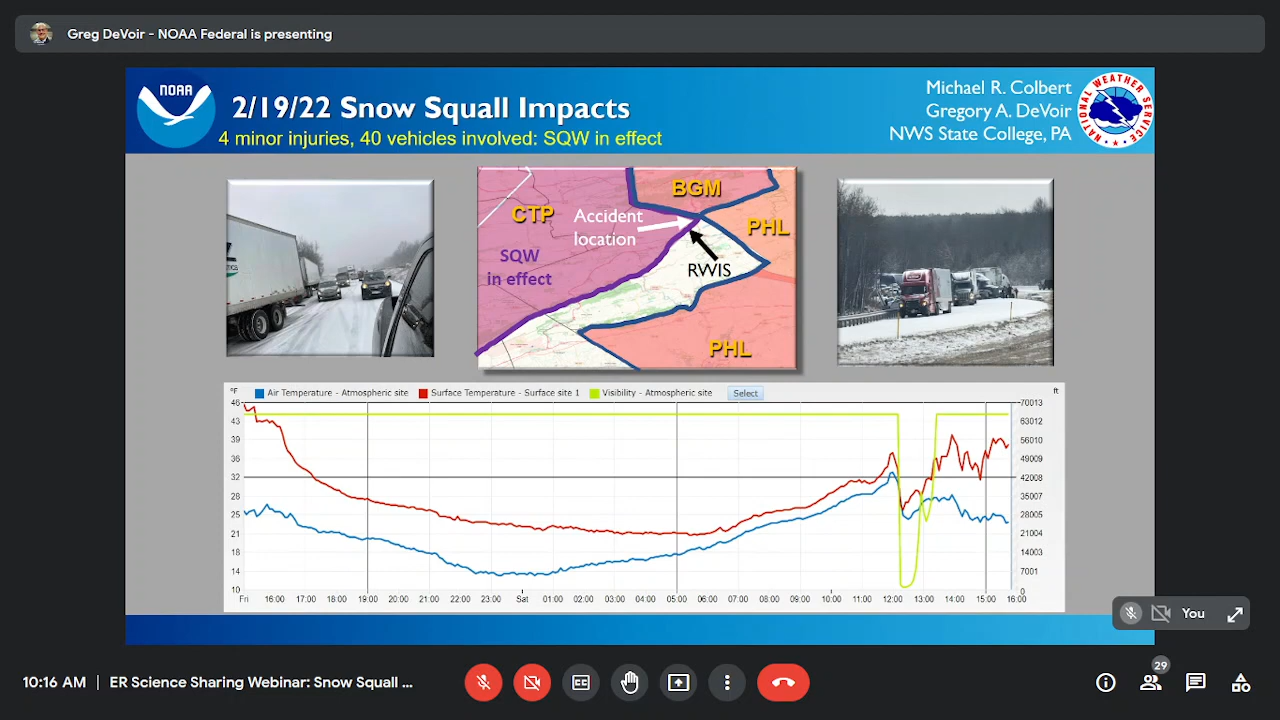 Greg DeVoir - NOAA Federal is presenting
NOAA
2/19/22 Snow Squall Impacts
4 minor injuries, 40 vehicles involved: SQW in effect
Michael R. Colbert
Gregory A. DeVoir
NWS State College, PA
NATIONAL WEATHER SERVICE
BGM
CTP
Accident
location
PHL
SQW
in effect
RWIS
PHL
°F
Air Temperature - Atmospheric site
Surface Temperature - Surface site 1
Visibility - Atmospheric site
Select
ft
46
43
39
36
32
28
25
21
18
14
10
70013
63012
56010
49009
42008
35007
28005
21004
14003
7001
0
Fri 16:00 17:00 18:00 19:00 20:00 21:00 22:00 23:00 Sat 01:00 02:00 03:00 04:00 05:00 06:00 07:00 08:00 09:00 10:00 11:00 12:00 13:00 14:00 15:00 16:00
You
10:16 AM | ER Science Sharing Webinar: Snow Squall ...
29